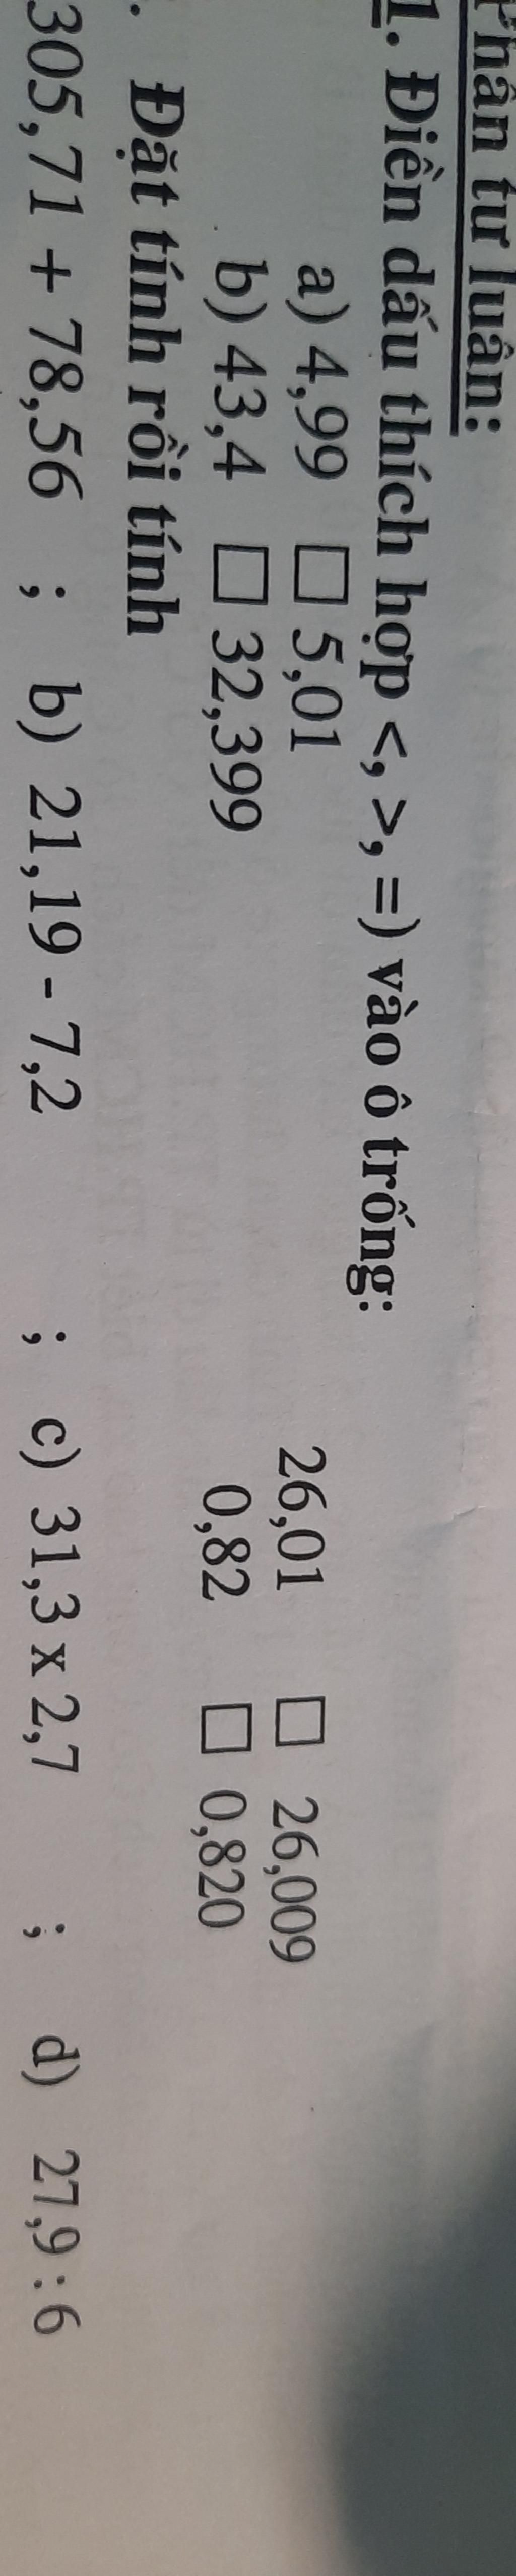 Phần tự luận:
1. Điền dấu thích hợp <, >, =) vào ô trống:
a) 4,99 □ 5,01 26,01 □ 26,009
b) 43,4 □ 32,399 0,82 □ 0,820
. Đặt tính rồi tính
305,71 + 78,56 ; b) 21,19 - 7,2 ; c) 31,3 x 2,7 ; d) 27,9 : 6